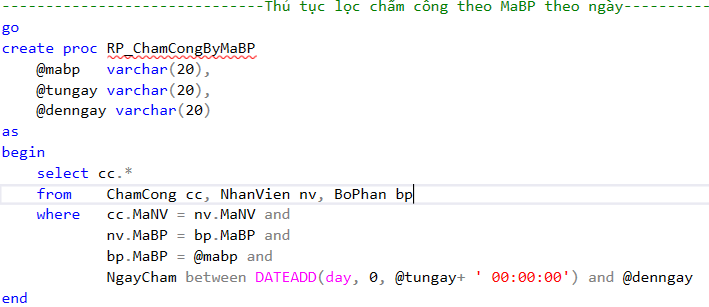 -----------------------------Thủ tục lọc chấm công theo MaBP theo ngày----------
go
create proc RP_ChamCongByMaBP
    @mabp   varchar(20),
    @tungay varchar(20),
    @denngay varchar(20)
as
begin
    select cc.*
    from    ChamCong cc, NhanVien nv, BoPhan bp
    where   cc.MaNV = nv.MaNV and
            nv.MaBP = bp.MaBP and
            bp.MaBP = @mabp and
            NgayCham between DATEADD(day, 0, @tungay+ ' 00:00:00') and @denngay
end